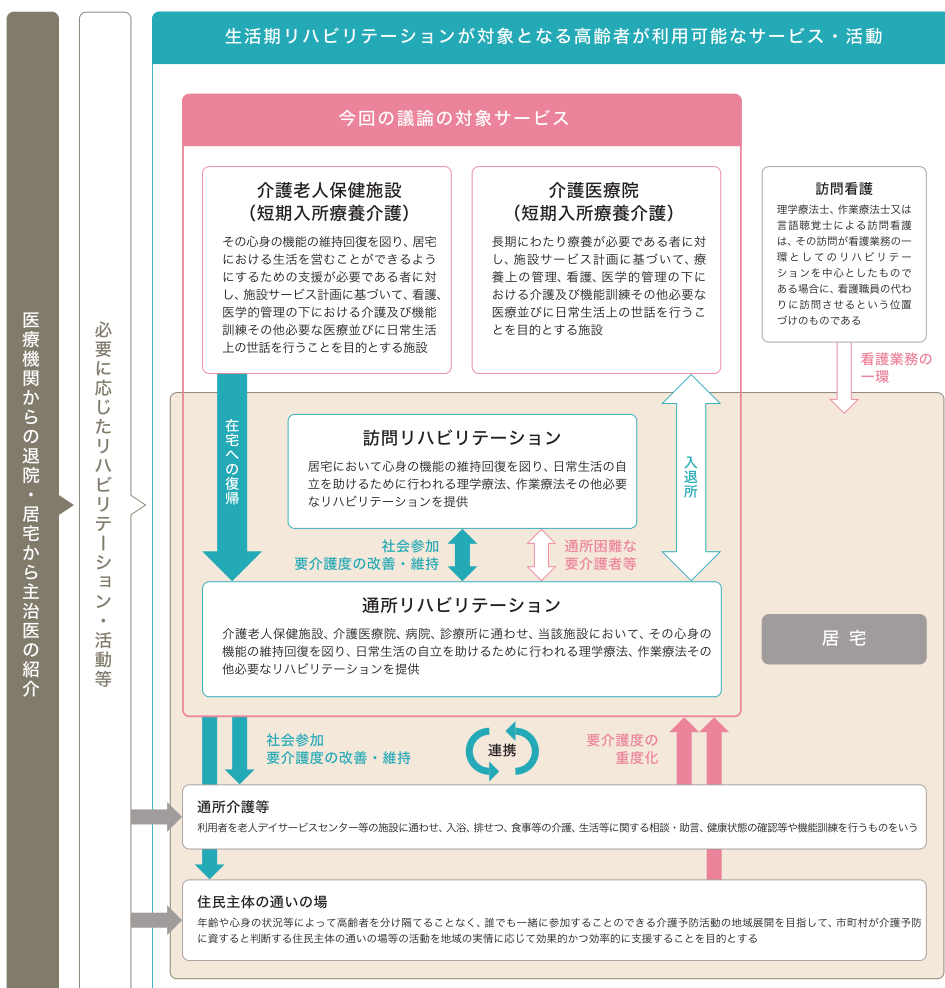 医療機関からの退院・居宅から主治医の紹介
必要に応じたリハビリテーション・活動等
生活期リハビリテーションが対象となる高齢者が利用可能なサービス・活動
今回の議論の対象サービス
介護老人保健施設
（短期入所療養介護）
その心身の機能の維持回復を図り、居宅
における生活を営むことができるよう
にするための支援が必要である者に対
し、施設サービス計画に基づいて、看護、
医学的管理の下における介護及び機能
訓練その他必要な医療並びに日常生活
上の世話を行うことを目的とする施設
介護医療院
（短期入所療養介護）
長期にわたり療養が必要である者に対
し、施設サービス計画に基づいて、療
養上の管理、看護、医学的管理の下に
おける介護及び機能訓練その他必要な
医療並びに日常生活上の世話を行うこ
とを目的とする施設
訪問看護
理学療法士、作業療法士又は
言語聴覚士による訪問看護
は、その訪問が看護業務の一
環としてのリハビリテー
ションを中心としたもので
ある場合に、看護職員の代わ
りに訪問させるという位置
づけのものである
看護業務の
一環
在宅への復帰
訪問リハビリテーション
居宅において心身の機能の維持回復を図り、日常生活の自
立を助けるために行われる理学療法、作業療法その他必要
なリハビリテーションを提供
入退所
社会参加
要介護度の改善・維持
通所困難な
要介護者等
通所リハビリテーション
介護老人保健施設、介護医療院、病院、診療所に通わせ、当該施設において、その心身の
機能の維持回復を図り、日常生活の自立を助けるために行われる理学療法、作業療法その
他必要なリハビリテーションを提供
居宅
社会参加
要介護度の改善・維持
連携
要介護度の
重度化
通所介護等
利用者を老人デイサービスセンター等の施設に通わせ、入浴、排せつ、食事等の介護、生活等に関する相談・助言、健康状態の確認等や機能訓練を行うものをいう
住民主体の通いの場
年齢や心身の状況等によって高齢者を分け隔てることなく、誰でも一緒に参加することのできる介護予防活動の地域展開を目指して、市町村が介護予防
に資すると判断する住民主体の通いの場等の活動を地域の実情に応じて効果的かつ効率的に支援することを目的とする